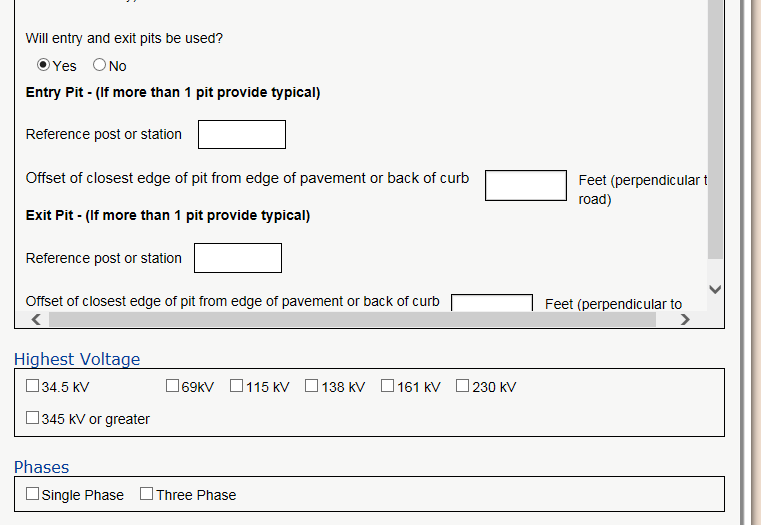 Will entry and exit pits be used?
Yes No
Entry Pit - (If more than 1 pit provide typical)
Reference post or station
Offset of closest edge of pit from edge of pavement or back of curb Feet (perpendicular t
road)
Exit Pit - (If more than 1 pit provide typical)
Reference post or station
Offset of closest edge of pit from edge of pavement or back of curb Feet (perpendicular to
Highest Voltage
34.5 kV 69kV 115 kV 138 kV 161 kV 230 kV
345 kV or greater
Phases
Single Phase Three Phase